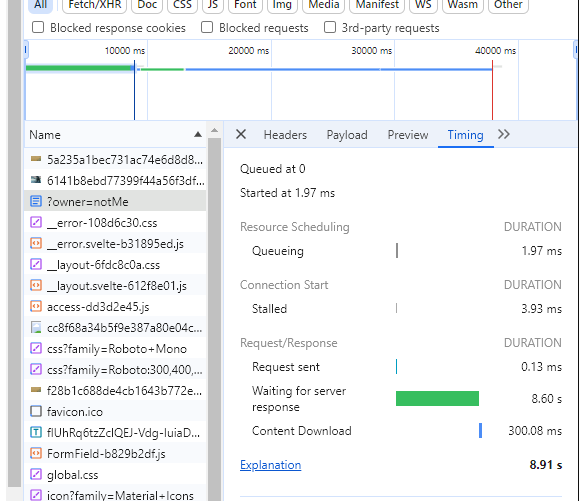 All Fetch/XHR Doc CSS JS Font Img Media Manifest WS Wasm Other
Blocked response cookies Blocked requests 3rd-party requests
10000 ms 20000 ms 30000 ms 40000 ms
Name
Headers Payload Preview Timing
5a235a1bec731ac74e6d8d8...
6141b8ebd77399f44a56f3df...
?owner=notMe
__error-108d6c30.css
__error.svelte-b31895ed.js
__layout-6fdc8c0a.css
__layout.svelte-612f8e01.js
access-dd3d2e45.js
cc8f68a34b5f9e387a80e04c...
css?family=Roboto+Mono
css?family=Roboto:300,400,...
f28b1c688de4cb1643b772e...
favicon.ico
flUhRq6tzZclQEJ-Vdg-IuiaD...
FormField-b829b2df.js
global.css
icon?family=Material+Icons
Queued at 0
Started at 1.97 ms
Resource Scheduling DURATION
Queueing 1.97 ms
Connection Start DURATION
Stalled 3.93 ms
Request/Response DURATION
Request sent 0.13 ms
Waiting for server
response 8.60 s
Content Download 300.08 ms
Explanation 8.91 s